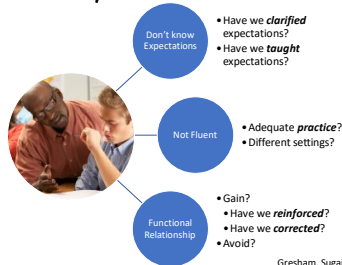 Don't know
Expectations
• Have we clarified
expectations?
• Have we taught
expectations?
Not Fluent
• Adequate practice?
• Different settings?
Functional
Relationship
• Gain?
• Have we reinforced?
• Have we corrected?
• Avoid?
Gresham, Sugai